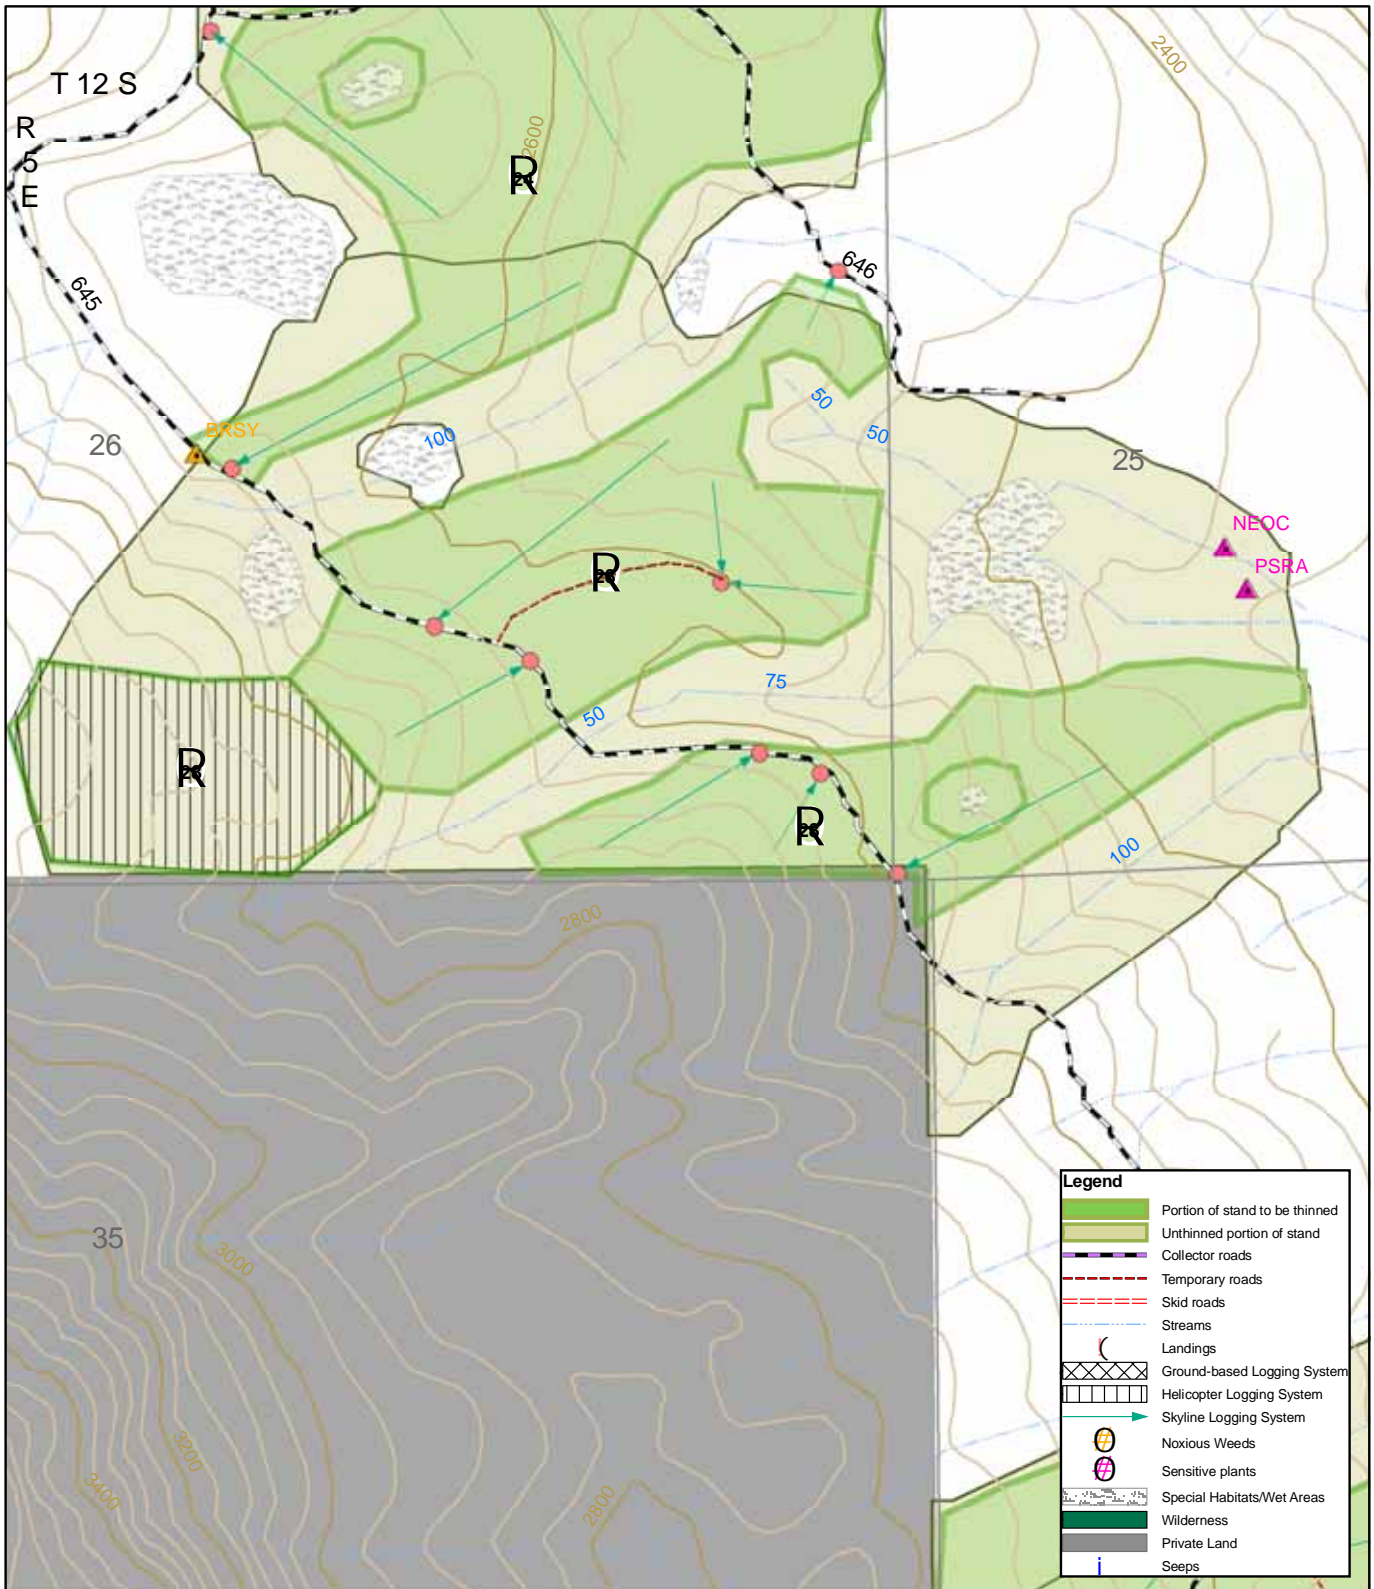 2400
T 12 S
R
5
E
2600
R
24
646
645
BRSY
26
100
50
50
25
NEOC
PSRA
R
75
50
R
R
100
2800
35
3000
3200
3400
2800
Legend
Portion of stand to be thinned
Unthinned portion of stand
Collector roads
Temporary roads
Skid roads
Streams
Landings
Ground-based Logging System
Helicopter Logging System
Skyline Logging System
Noxious Weeds
Sensitive plants
Special Habitats/Wet Areas
Wilderness
Private Land
Seeps